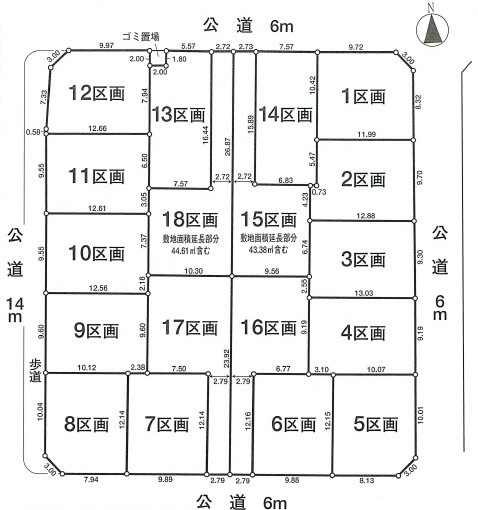 公 道 6m
N
ゴミ置場
3.00
9.97
5.57
2.72
2.73
7.57
9.72
3.00
2.00
1.80
2.00
7.33
12区画
7.94
13区画
16.44
26.87
15.89
14区画
10.42
1区画
8.32
0.58
12.66
11.99
9.55
11区画
6.50
5.47
2区画
9.70
7.57
2.72
2.72
6.83
0.73
3.05
4.23
12.61
12.88
18区画
敷地面積延長部分
44.61㎡含む
15区画
敷地面積延長部分
43.38㎡含む
9.55
10区画
7.37
6.74
3区画
9.30
10.30
9.56
2.18
2.55
12.56
13.03
公道 14m
公道 6m
9.60
9区画
9.60
17区画
23.92
16区画
9.19
4区画
9.19
歩道
10.12
2.38
7.50
2.79
2.79
6.77
3.10
10.07
10.04
8区画
12.14
7区画
12.14
12.16
6区画
12.15
5区画
10.01
3.00
7.94
9.89
2.79
2.79
9.88
8.13
3.00
公 道 6m